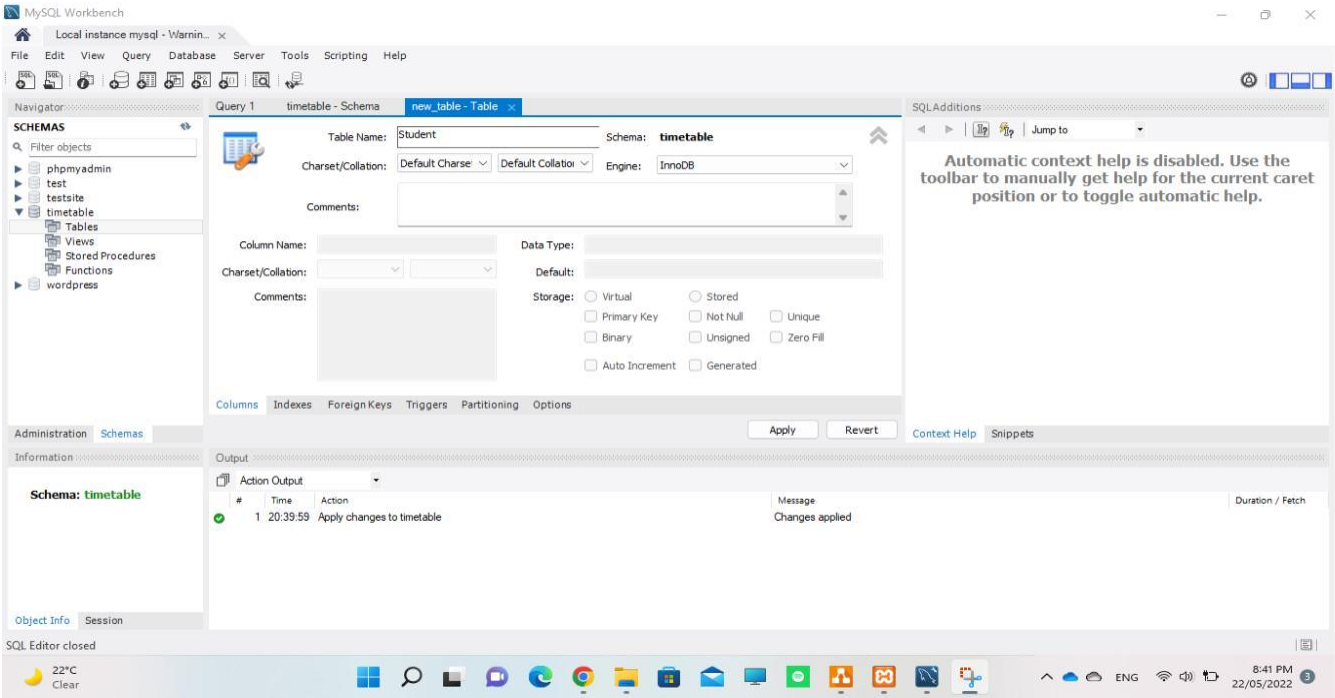 MySQL Workbench
Local instance mysql - Warnin...
File Edit View Query Database Server Tools Scripting Help
Navigator
SCHEMAS
Filter objects
phpmyadmin
test
testsite
timetable
Tables
Views
Stored Procedures
Functions
wordpress
Administration Schemas
Information
Schema: timetable
Object Info Session
Query 1 timetable - Schema new_table - Table
Table Name: Student Schema: timetable
Charset/Collation: Default Charse Default Collatior Engine: InnoDB
Comments:
Column Name: Data Type:
Charset/Collation: Default:
Comments: Storage: Virtual Stored
Primary Key Not Null Unique
Binary Unsigned Zero Fill
Auto Increment Generated
Columns Indexes Foreign Keys Triggers Partitioning Options
Apply Revert
SQLAdditions
Jump to
Automatic context help is disabled. Use the
toolbar to manually get help for the current caret
position or to toggle automatic help.
Context Help Snippets
Output
Action Output
# Time Action Message Duration / Fetch
1 20:39:59 Apply changes to timetable Changes applied
SQL Editor closed
22°C
Clear
ENG
8:41 PM
22/05/2022
3